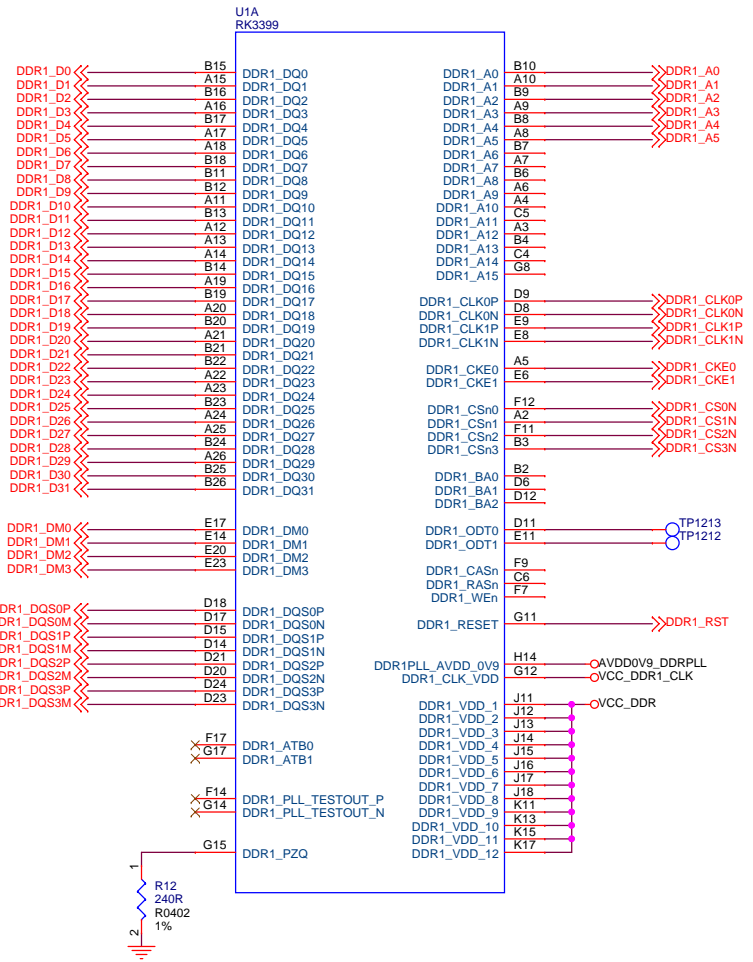 U1A
RK3399
DDR1_D0 B15 DDR1_DQ0
DDR1_D1 A15 DDR1_DQ1
DDR1_D2 B16 DDR1_DQ2
DDR1_D3 A16 DDR1_DQ3
DDR1_D4 B17 DDR1_DQ4
DDR1_D5 A17 DDR1_DQ5
DDR1_D6 A18 DDR1_DQ6
DDR1_D7 B18 DDR1_DQ7
DDR1_D8 B11 DDR1_DQ8
DDR1_D9 B12 DDR1_DQ9
DDR1_D10 A11 DDR1_DQ10
DDR1_D11 B13 DDR1_DQ11
DDR1_D12 A12 DDR1_DQ12
DDR1_D13 A13 DDR1_DQ13
DDR1_D14 A14 DDR1_DQ14
DDR1_D15 B14 DDR1_DQ15
DDR1_D16 A19 DDR1_DQ16
DDR1_D17 B19 DDR1_DQ17
DDR1_D18 A20 DDR1_DQ18
DDR1_D19 B20 DDR1_DQ19
DDR1_D20 A21 DDR1_DQ20
DDR1_D21 B21 DDR1_DQ21
DDR1_D22 B22 DDR1_DQ22
DDR1_D23 A22 DDR1_DQ23
DDR1_D24 A23 DDR1_DQ24
DDR1_D25 B23 DDR1_DQ25
DDR1_D26 A24 DDR1_DQ26
DDR1_D27 A25 DDR1_DQ27
DDR1_D28 B24 DDR1_DQ28
DDR1_D29 A26 DDR1_DQ29
DDR1_D30 B25 DDR1_DQ30
DDR1_D31 B26 DDR1_DQ31
DDR1_DM0 E17 DDR1_DM0
DDR1_DM1 E14 DDR1_DM1
DDR1_DM2 E20 DDR1_DM2
DDR1_DM3 E23 DDR1_DM3
DR1_DQS0P D18 DDR1_DQS0P
DR1_DQS0M D17 DDR1_DQS0N
DR1_DQS1P D15 DDR1_DQS1P
DR1_DQS1M D14 DDR1_DQS1N
DR1_DQS2P D21 DDR1_DQS2P
DR1_DQS2M D20 DDR1_DQS2N
DR1_DQS3P D24 DDR1_DQS3P
DR1_DQS3M D23 DDR1_DQS3N
F17 DDR1_ATB0
G17 DDR1_ATB1
F14 DDR1_PLL_TESTOUT_P
G14 DDR1_PLL_TESTOUT_N
G15 DDR1_PZQ
1
R12
240R
R0402
1%
2
DDR1_A0 B10 DDR1_A0
DDR1_A1 A10 DDR1_A1
DDR1_A2 B9 DDR1_A2
DDR1_A3 A9 DDR1_A3
DDR1_A4 B8 DDR1_A4
DDR1_A5 A8 DDR1_A5
DDR1_A6 B7
DDR1_A7 A7
DDR1_A8 B6
DDR1_A9 A6
DDR1_A10 A4
DDR1_A11 C5
DDR1_A12 A3
DDR1_A13 B4
DDR1_A14 C4
DDR1_A15 G8
DDR1_CLK0P D9 DDR1_CLK0P
DDR1_CLK0N D8 DDR1_CLK0N
DDR1_CLK1P E9 DDR1_CLK1P
DDR1_CLK1N E8 DDR1_CLK1N
DDR1_CKE0 A5 DDR1_CKE0
DDR1_CKE1 E6 DDR1_CKE1
DDR1_CSn0 F12 DDR1_CS0N
DDR1_CSn1 A2 DDR1_CS1N
DDR1_CSn2 F11 DDR1_CS2N
DDR1_CSn3 B3 DDR1_CS3N
DDR1_BA0 B2
DDR1_BA1 D6
DDR1_BA2 D12
DDR1_ODT0 D11 TP1213
DDR1_ODT1 E11 TP1212
DDR1_CASn F9
DDR1_RASn C6
DDR1_WEn F7
DDR1_RESET G11 DDR1_RST
DDR1PLL_AVDD_0V9 H14 AVDD0V9_DDRPLL
DDR1_CLK_VDD G12 VCC_DDR1_CLK
DDR1_VDD_1 J11 VCC_DDR
DDR1_VDD_2 J12
DDR1_VDD_3 J13
DDR1_VDD_4 J14
DDR1_VDD_5 J15
DDR1_VDD_6 J16
DDR1_VDD_7 J17
DDR1_VDD_8 J18
DDR1_VDD_9 K11
DDR1_VDD_10 K13
DDR1_VDD_11 K15
DDR1_VDD_12 K17